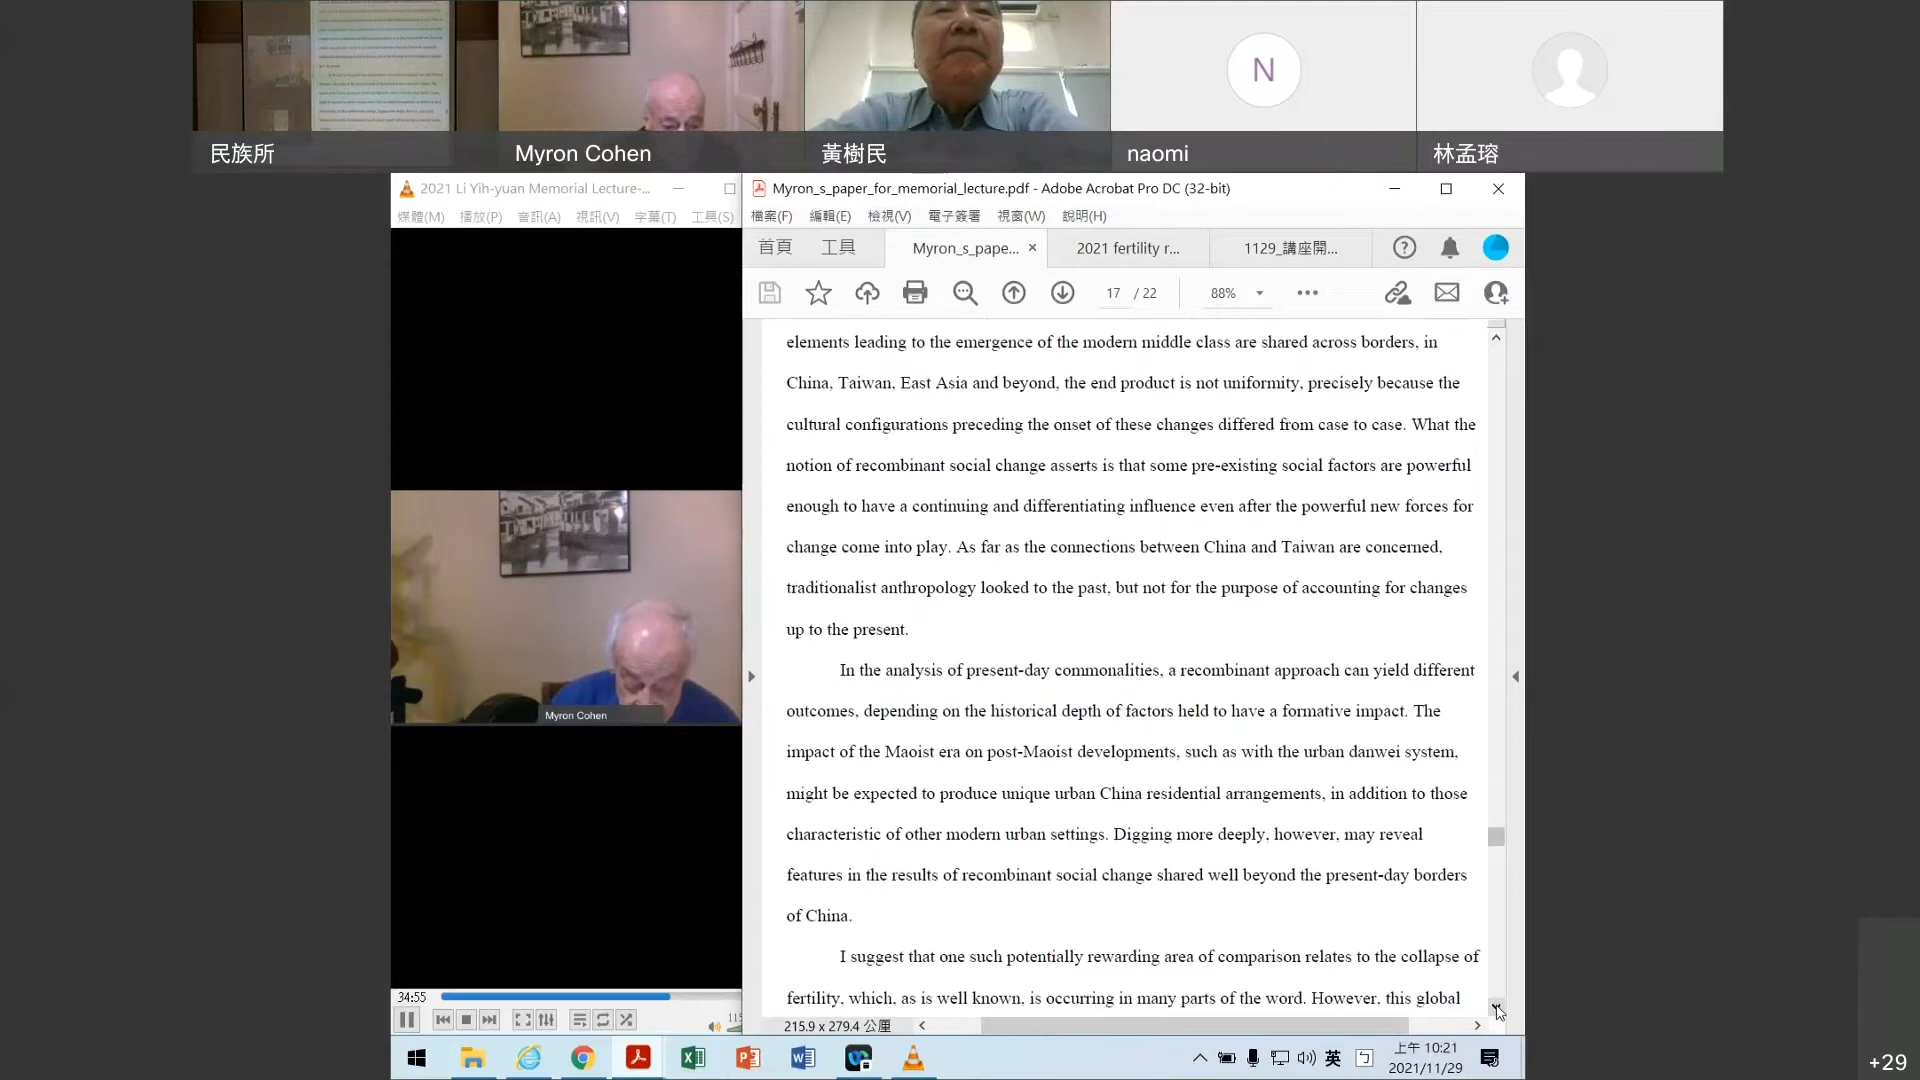 民族所
Myron Cohen
黃樹民
naomi
N
林孟瑢
2021 Li Yih-yuan Memorial Lecture-...
媒體(M) 播放(P) 音訊(A) 視訊(V) 字幕(T) 工具(S)
Myron_s_paper_for_memorial_lecture.pdf - Adobe Acrobat Pro DC (32-bit)
檔案(F) 編輯(E) 檢視(V) 電子簽署 視窗(W) 說明(H)
首頁 工具 Myron_s_pape... × 2021 fertility r... 1129_講座開...
17 / 22 88%
elements leading to the emergence of the modern middle class are shared across borders, in
China, Taiwan, East Asia and beyond, the end product is not uniformity, precisely because the
cultural configurations preceding the onset of these changes differed from case to case. What the
notion of recombinant social change asserts is that some pre-existing social factors are powerful
enough to have a continuing and differentiating influence even after the powerful new forces for
change come into play. As far as the connections between China and Taiwan are concerned,
traditionalist anthropology looked to the past, but not for the purpose of accounting for changes
up to the present.
In the analysis of present-day commonalities, a recombinant approach can yield different
outcomes, depending on the historical depth of factors held to have a formative impact. The
impact of the Maoist era on post-Maoist developments, such as with the urban danwei system,
might be expected to produce unique urban China residential arrangements, in addition to those
characteristic of other modern urban settings. Digging more deeply, however, may reveal
features in the results of recombinant social change shared well beyond the present-day borders
of China.
I suggest that one such potentially rewarding area of comparison relates to the collapse of
fertility, which, as is well known, is occurring in many parts of the word. However, this global
215.9 x 279.4 公厘
Myron Cohen
34:55
英
上午 10:21
2021/11/29
+29